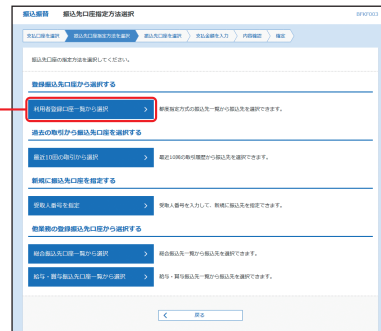 振込振替 振込先口座指定方法選択 BFKF003
支払口座を選択 振込先口座指定方法を選択 振込先口座を選択 支払金額を入力 内容確認 確定
振込先口座の指定方法を選択してください。
登録振込先口座から選択する
利用者登録口座一覧から選択 都度指定方式の振込先一覧から振込先を選択できます。
過去の取引から振込先口座を選択する
最近10回の取引から選択 最近10回の取引履歴から振込先を選択できます。
新規に振込先口座を指定する
受取人番号を指定 受取人番号を入力して、新規に振込先を指定できます。
他業務の登録振込先口座から選択する
総合振込先口座一覧から選択 総合振込先一覧から振込先を選択できます。
給与・賞与振込先口座一覧から選択 給与・賞与振込先一覧から振込先を選択できます。
戻る